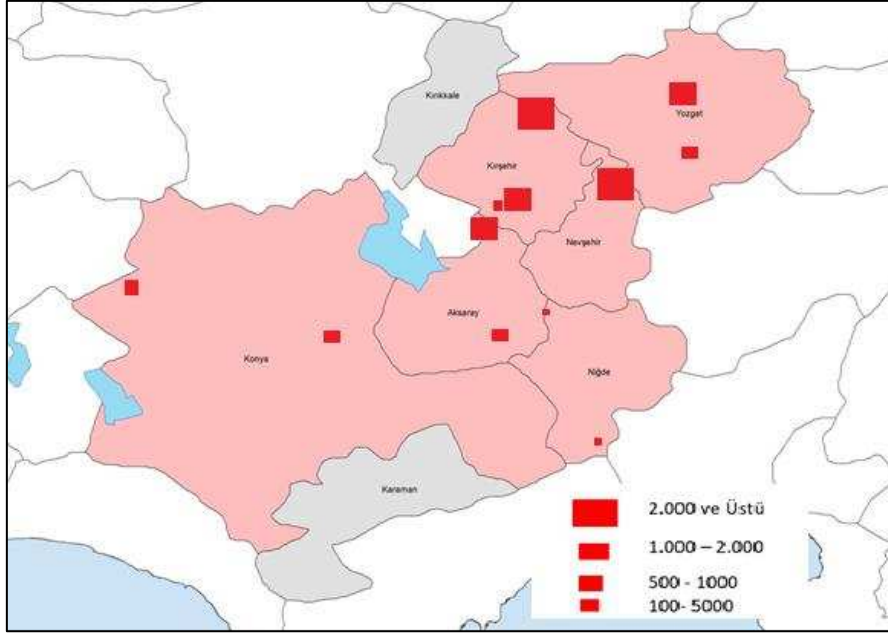 Kırıkkale
Yozgat
Kırşehir
Nevşehir
Aksaray
Konya
Niğde
Karaman
2.000 ve Üstü
1.000 – 2.000
500 - 1000
100- 5000